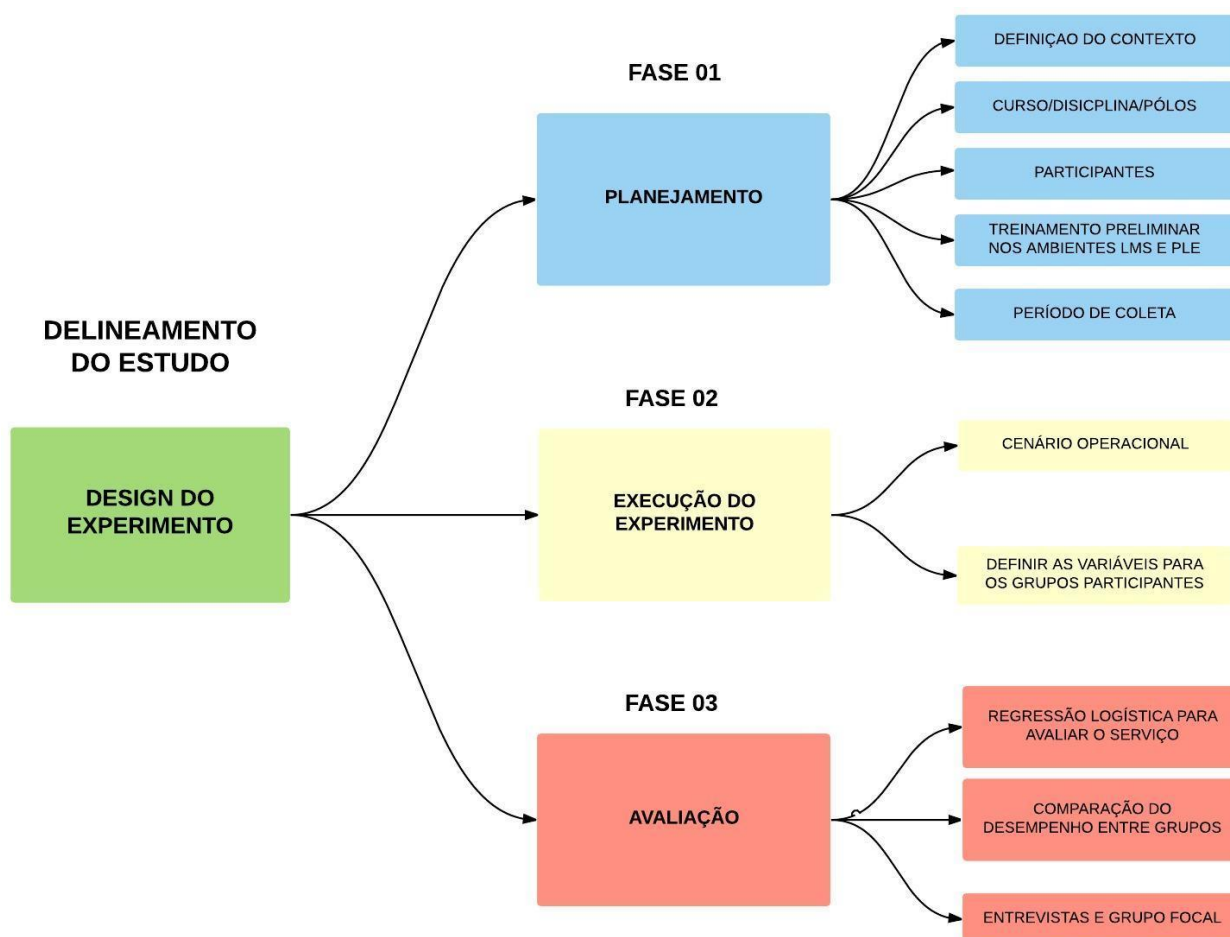 DELINEAMENTO
DO ESTUDO
DESIGN DO
EXPERIMENTO
FASE 01
PLANEJAMENTO
DEFINIÇAO DO CONTEXTO
CURSO/DISICPLINA/PÓLOS
PARTICIPANTES
TREINAMENTO PRELIMINAR
NOS AMBIENTES LMS E PLE
PERÍODO DE COLETA
FASE 02
EXECUÇÃO DO
EXPERIMENTO
CENÁRIO OPERACIONAL
DEFINIR AS VARIÁVEIS PARA
OS GRUPOS PARTICIPANTES
FASE 03
AVALIAÇÃO
REGRESSÃO LOGÍSTICA PARA
AVALIAR O SERVIÇO
COMPARAÇÃO DO
DESEMPENHO ENTRE GRUPOS
ENTREVISTAS E GRUPO FOCAL